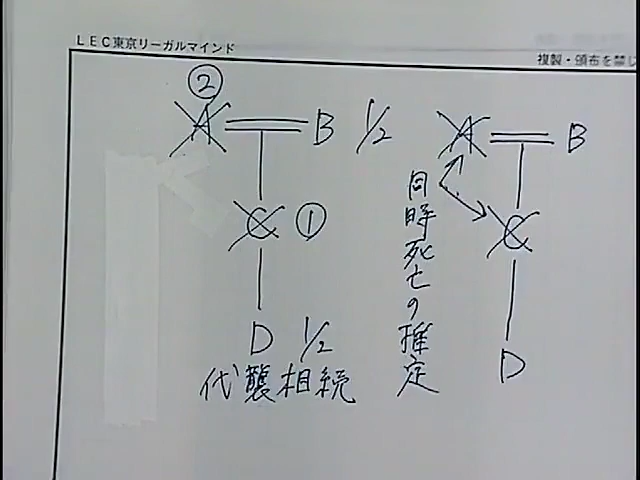 LEC東京リーガルマインド
複製・頒布を禁じ
②
A B 1/2
C ①
D 1/2
代襲相続
A B
同時死亡の推定
C
D